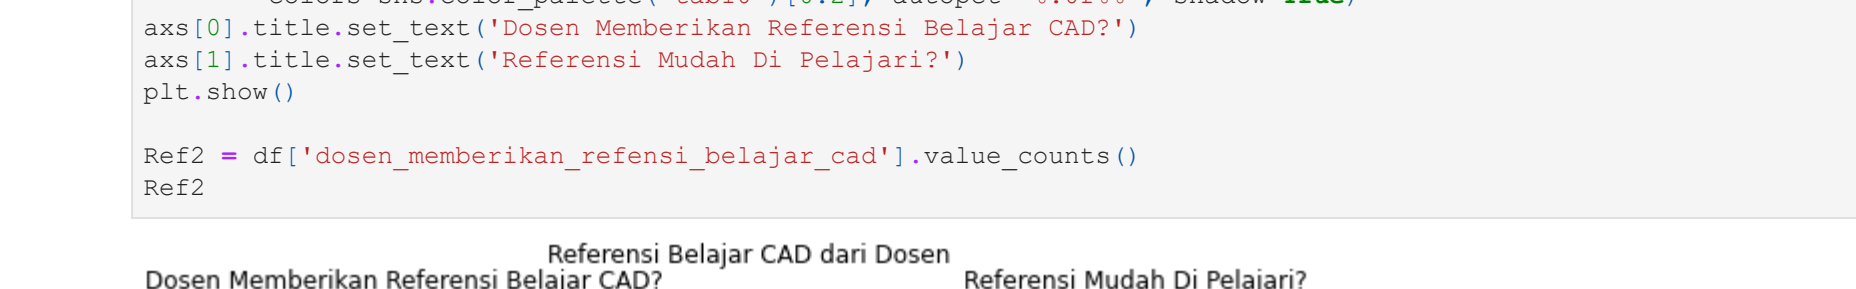 axs[0].title.set_text('Dosen Memberikan Referensi Belajar CAD?')
axs[1].title.set_text('Referensi Mudah Di Pelajari?')
plt.show()
Ref2 = df['dosen_memberikan_refensi_belajar_cad'].value_counts()
Ref2
Referensi Belajar CAD dari Dosen
Dosen Memberikan Referensi Belajar CAD? Referensi Mudah Di Pelajari?